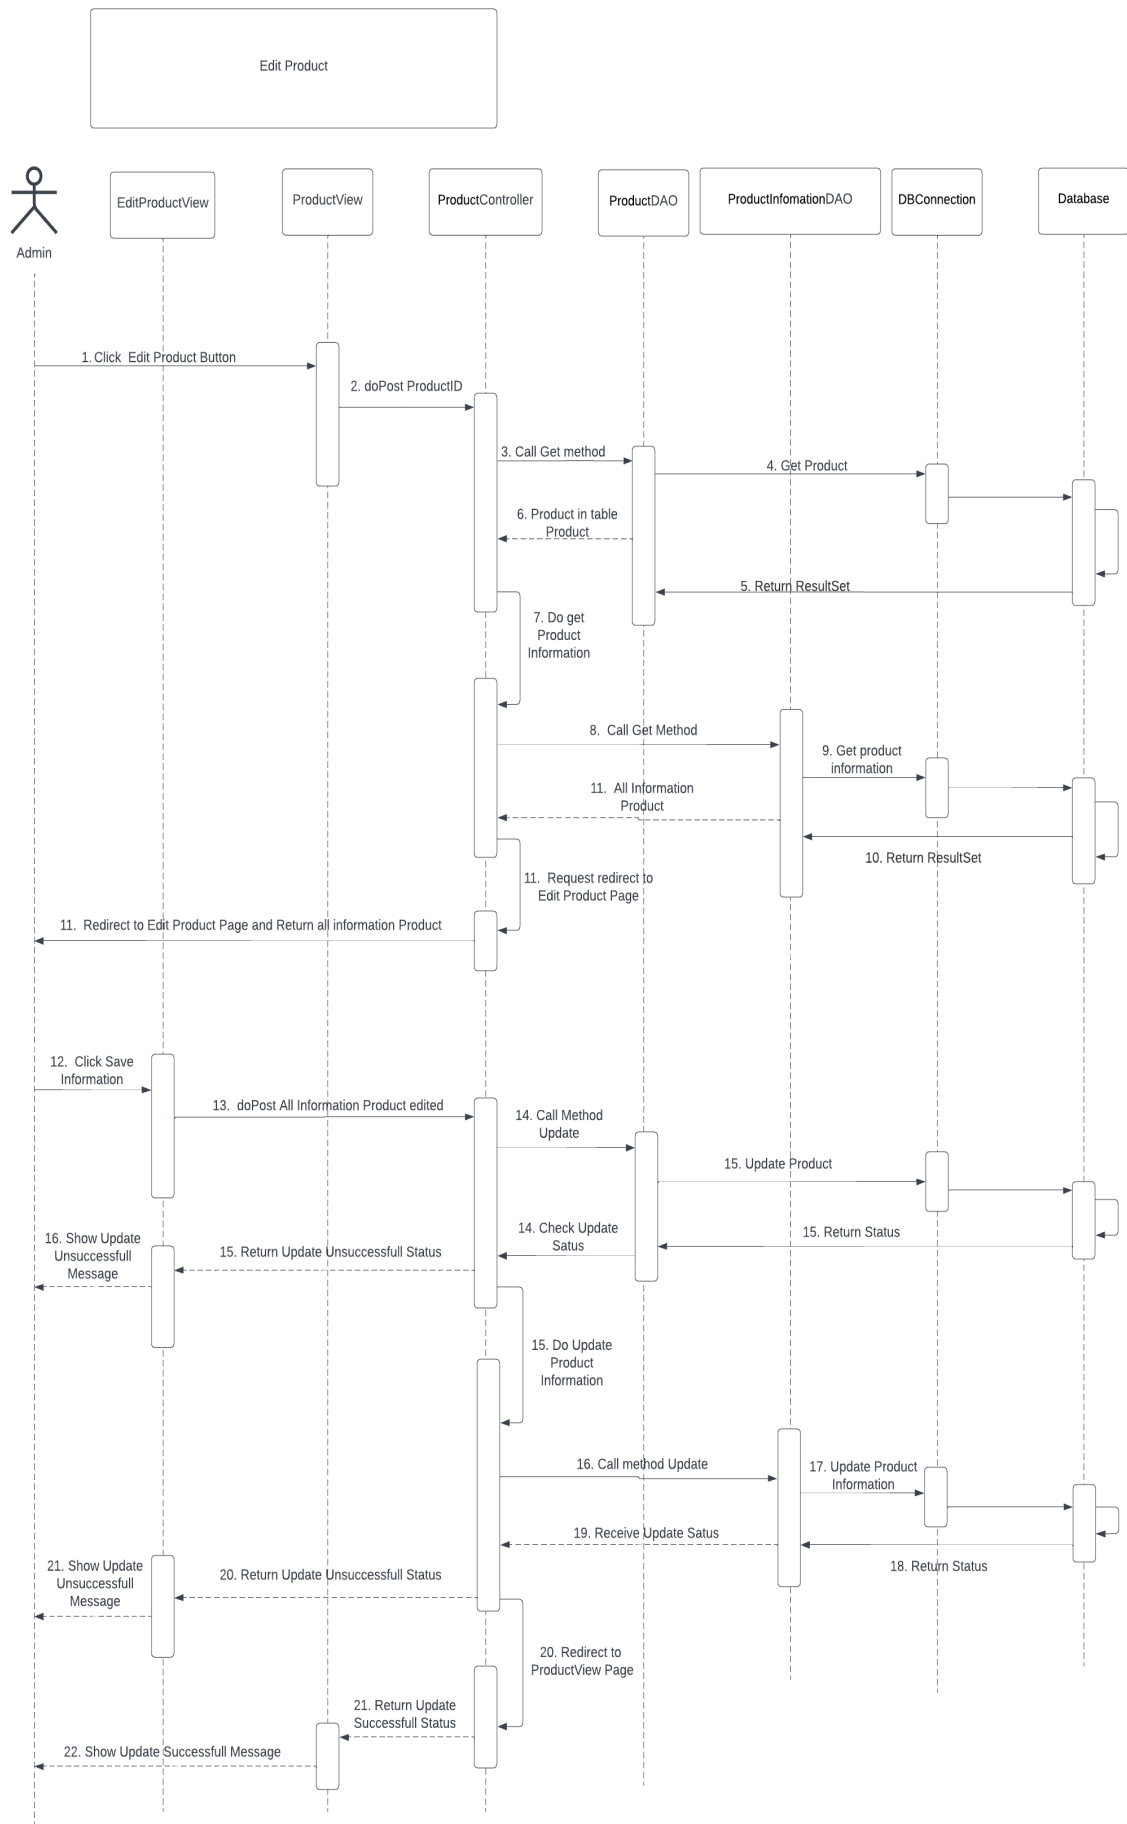 Edit Product
Admin
EditProductView
ProductView
ProductController
ProductDAO
ProductInfomationDAO
DBConnection
Database
1. Click  Edit Product Button
2. doPost ProductID
3. Call Get method
4. Get Product
6. Product in table
Product
5. Return ResultSet
7. Do get
Product
Information
8.  Call Get Method
9. Get product
information
11.  All Information
Product
10. Return ResultSet
11.  Request redirect to
Edit Product Page
11.  Redirect to Edit Product Page and Return all information Product
12.  Click Save
Information
13.  doPost All Information Product edited
14. Call Method
Update
15. Update Product
14. Check Update
Satus
15. Return Status
16. Show Update
Unsuccessfull
Message
15. Return Update Unsuccessfull Status
15. Do Update
Product
Information
16. Call method Update
17. Update Product
Information
19. Receive Update Satus
18. Return Status
21. Show Update
Unsuccessfull
Message
20. Return Update Unsuccessfull Status
20. Redirect to
ProductView Page
21. Return Update
Successfull Status
22. Show Update Successfull Message